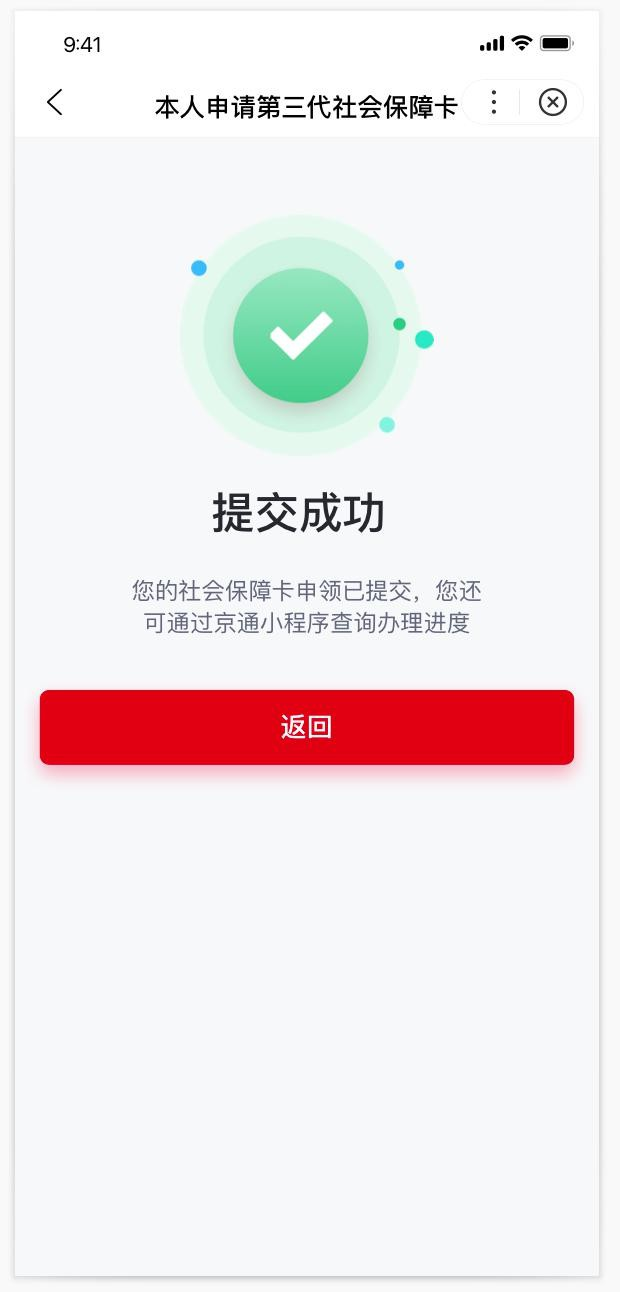 9:41
本人申请第三代社会保障卡
提交成功
您的社会保障卡申领已提交，您还
可通过京通小程序查询办理进度
返回